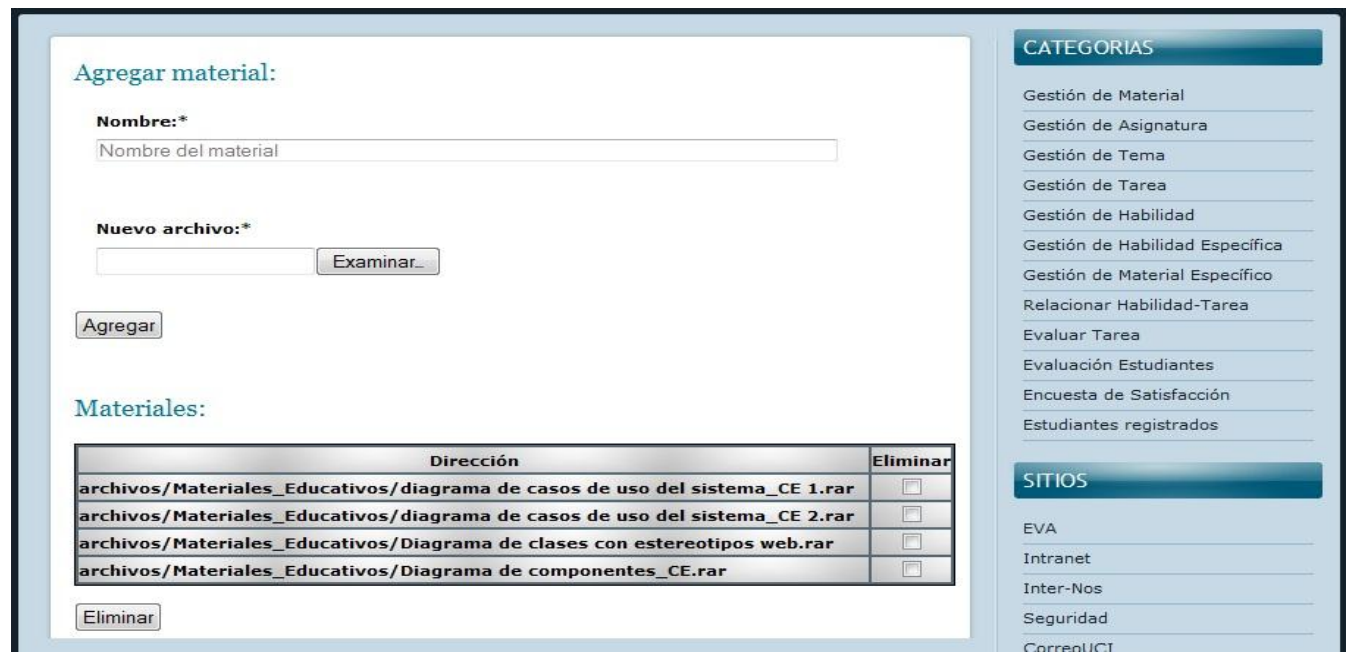 Agregar material:
Nombre:*
Nombre del material
Nuevo archivo:*
Examinar...
Agregar
Materiales:
Dirección Eliminar
archivos/Materiales_Educativos/diagrama de casos de uso del sistema_CE 1.rar
archivos/Materiales_Educativos/diagrama de casos de uso del sistema_CE 2.rar
archivos/Materiales_Educativos/Diagrama de clases con estereotipos web.rar
archivos/Materiales_Educativos/Diagrama de componentes_CE.rar
Eliminar
CATEGORIAS
Gestión de Material
Gestión de Asignatura
Gestión de Tema
Gestión de Tarea
Gestión de Habilidad
Gestión de Habilidad Específica
Gestión de Material Específico
Relacionar Habilidad-Tarea
Evaluar Tarea
Evaluación Estudiantes
Encuesta de Satisfacción
Estudiantes registrados
SITIOS
EVA
Intranet
Inter-Nos
Seguridad
CorreoUCI